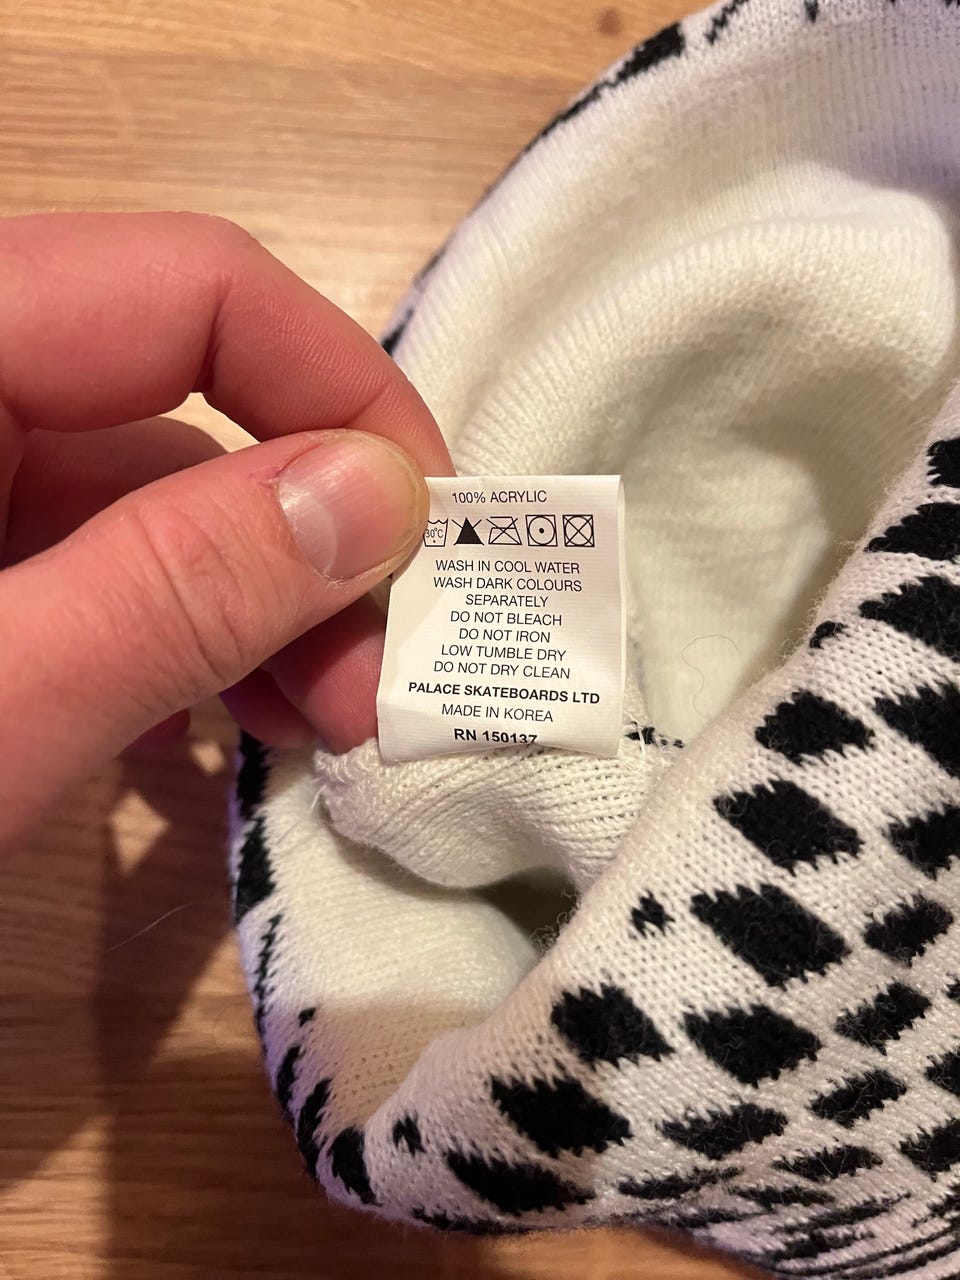 100% ACRYLIC
30°C
WASH IN COOL WATER
WASH DARK COLOURS
SEPARATELY
DO NOT BLEACH
DO NOT IRON
LOW TUMBLE DRY
DO NOT DRY CLEAN
PALACE SKATEBOARDS LTD
MADE IN KOREA
RN 150137